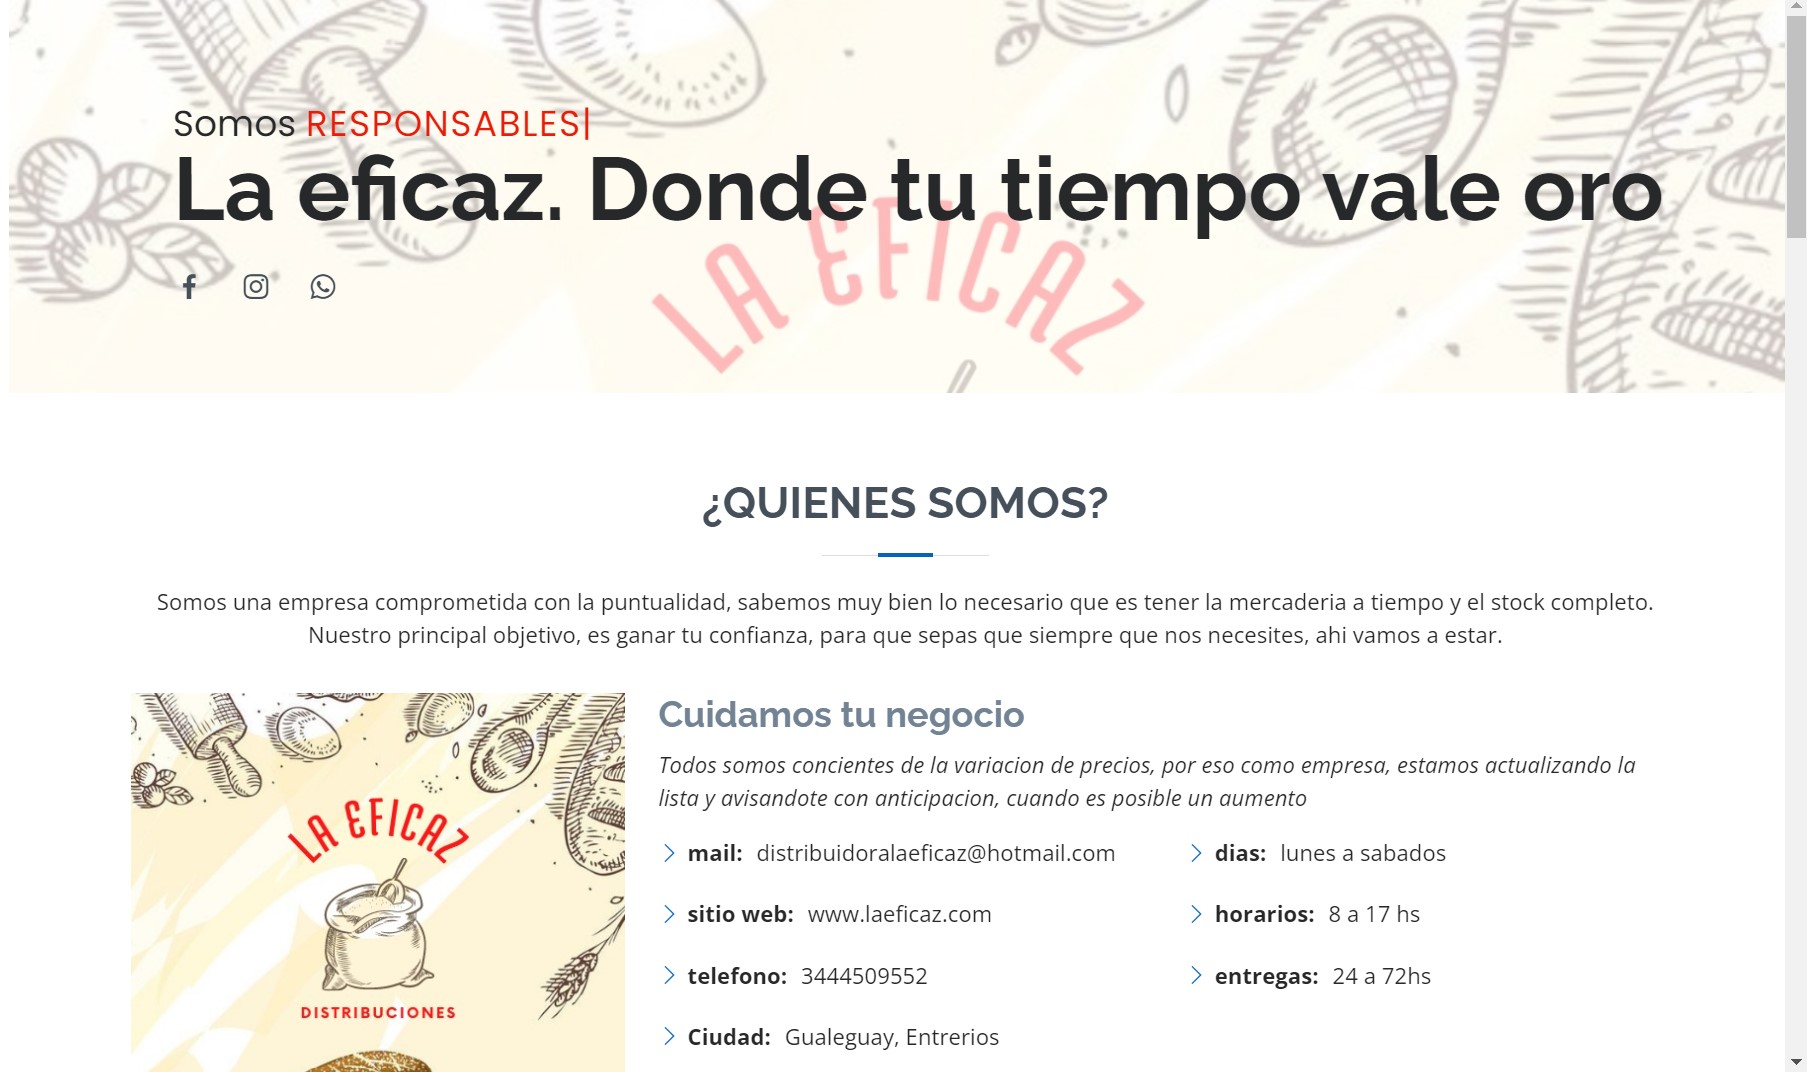 Somos RESPONSABLES|
La eficaz. Donde tu tiempo vale oro
LA EFICAZ
¿QUIENES SOMOS?
Somos una empresa comprometida con la puntualidad, sabemos muy bien lo necesario que es tener la mercaderia a tiempo y el stock completo.
Nuestro principal objetivo, es ganar tu confianza, para que sepas que siempre que nos necesites, ahi vamos a estar.
LA EFICAZ
DISTRIBUCIONES
Cuidamos tu negocio
Todos somos concientes de la variacion de precios, por eso como empresa, estamos actualizando la
lista y avisandote con anticipacion, cuando es posible un aumento
mail: distribuidoralaeficaz@hotmail.com
sitio web: www.laeficaz.com
telefono: 3444509552
Ciudad: Gualeguay, Entrerios
dias: lunes a sabados
horarios: 8 a 17 hs
entregas: 24 a 72hs